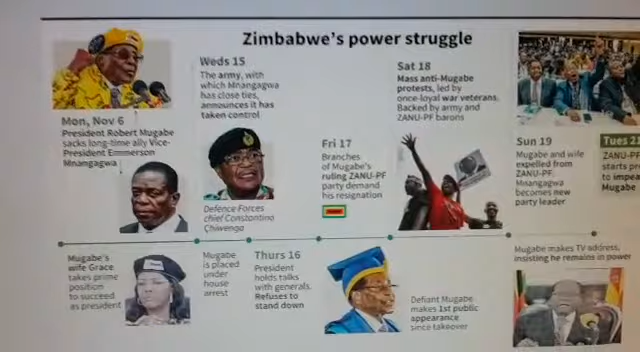 Zimbabwe's power struggle
Mon, Nov 6
President Robert Mugabe
sacks long-time ally Vice-
President Emmerson
Mnangagwa
Weds 15
The army, with
which Mnangagwa
has close ties,
announces it has
taken control
Defence Forces
chief Constantino
Chiwenga
Fri 17
Branches
of Mugabe's
ruling ZANU-PF
party demand
his resignation
Sat 18
Mass anti-Mugabe
protests, led by
once-loyal war veterans.
Backed by army and
ZANU-PF barons
Sun 19
Mugabe and wife
expelled from
ZANU-PF.
Mnangagwa
becomes new
party leader
Tues 21
ZANU-PF
starts
to
Mugabe
Mugabe's
wife Grace
takes prime
position
to succeed
as president
Mugabe
is placed
under
house
arrest
Thurs 16
President
holds talks
with generals.
Refuses to
stand down
Defiant Mugabe
makes 1st public
appearance
since takeover
Mugabe makes TV address,
insisting he remains in power